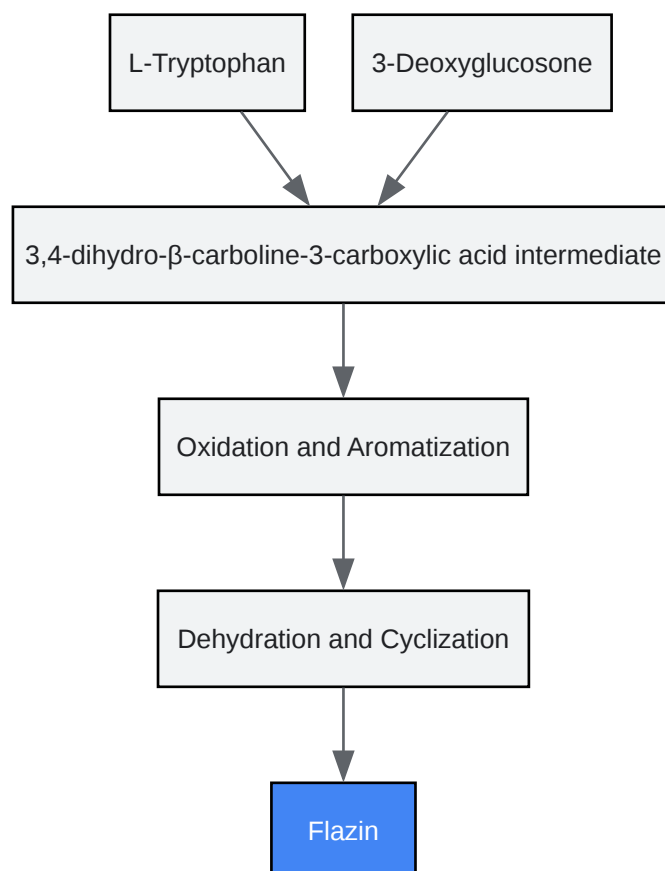 L-Tryptophan
3-Deoxyglucosone
3,4-dihydro-β-carboline-3-carboxylic acid intermediate
Oxidation and Aromatization
Dehydration and Cyclization
Flazin